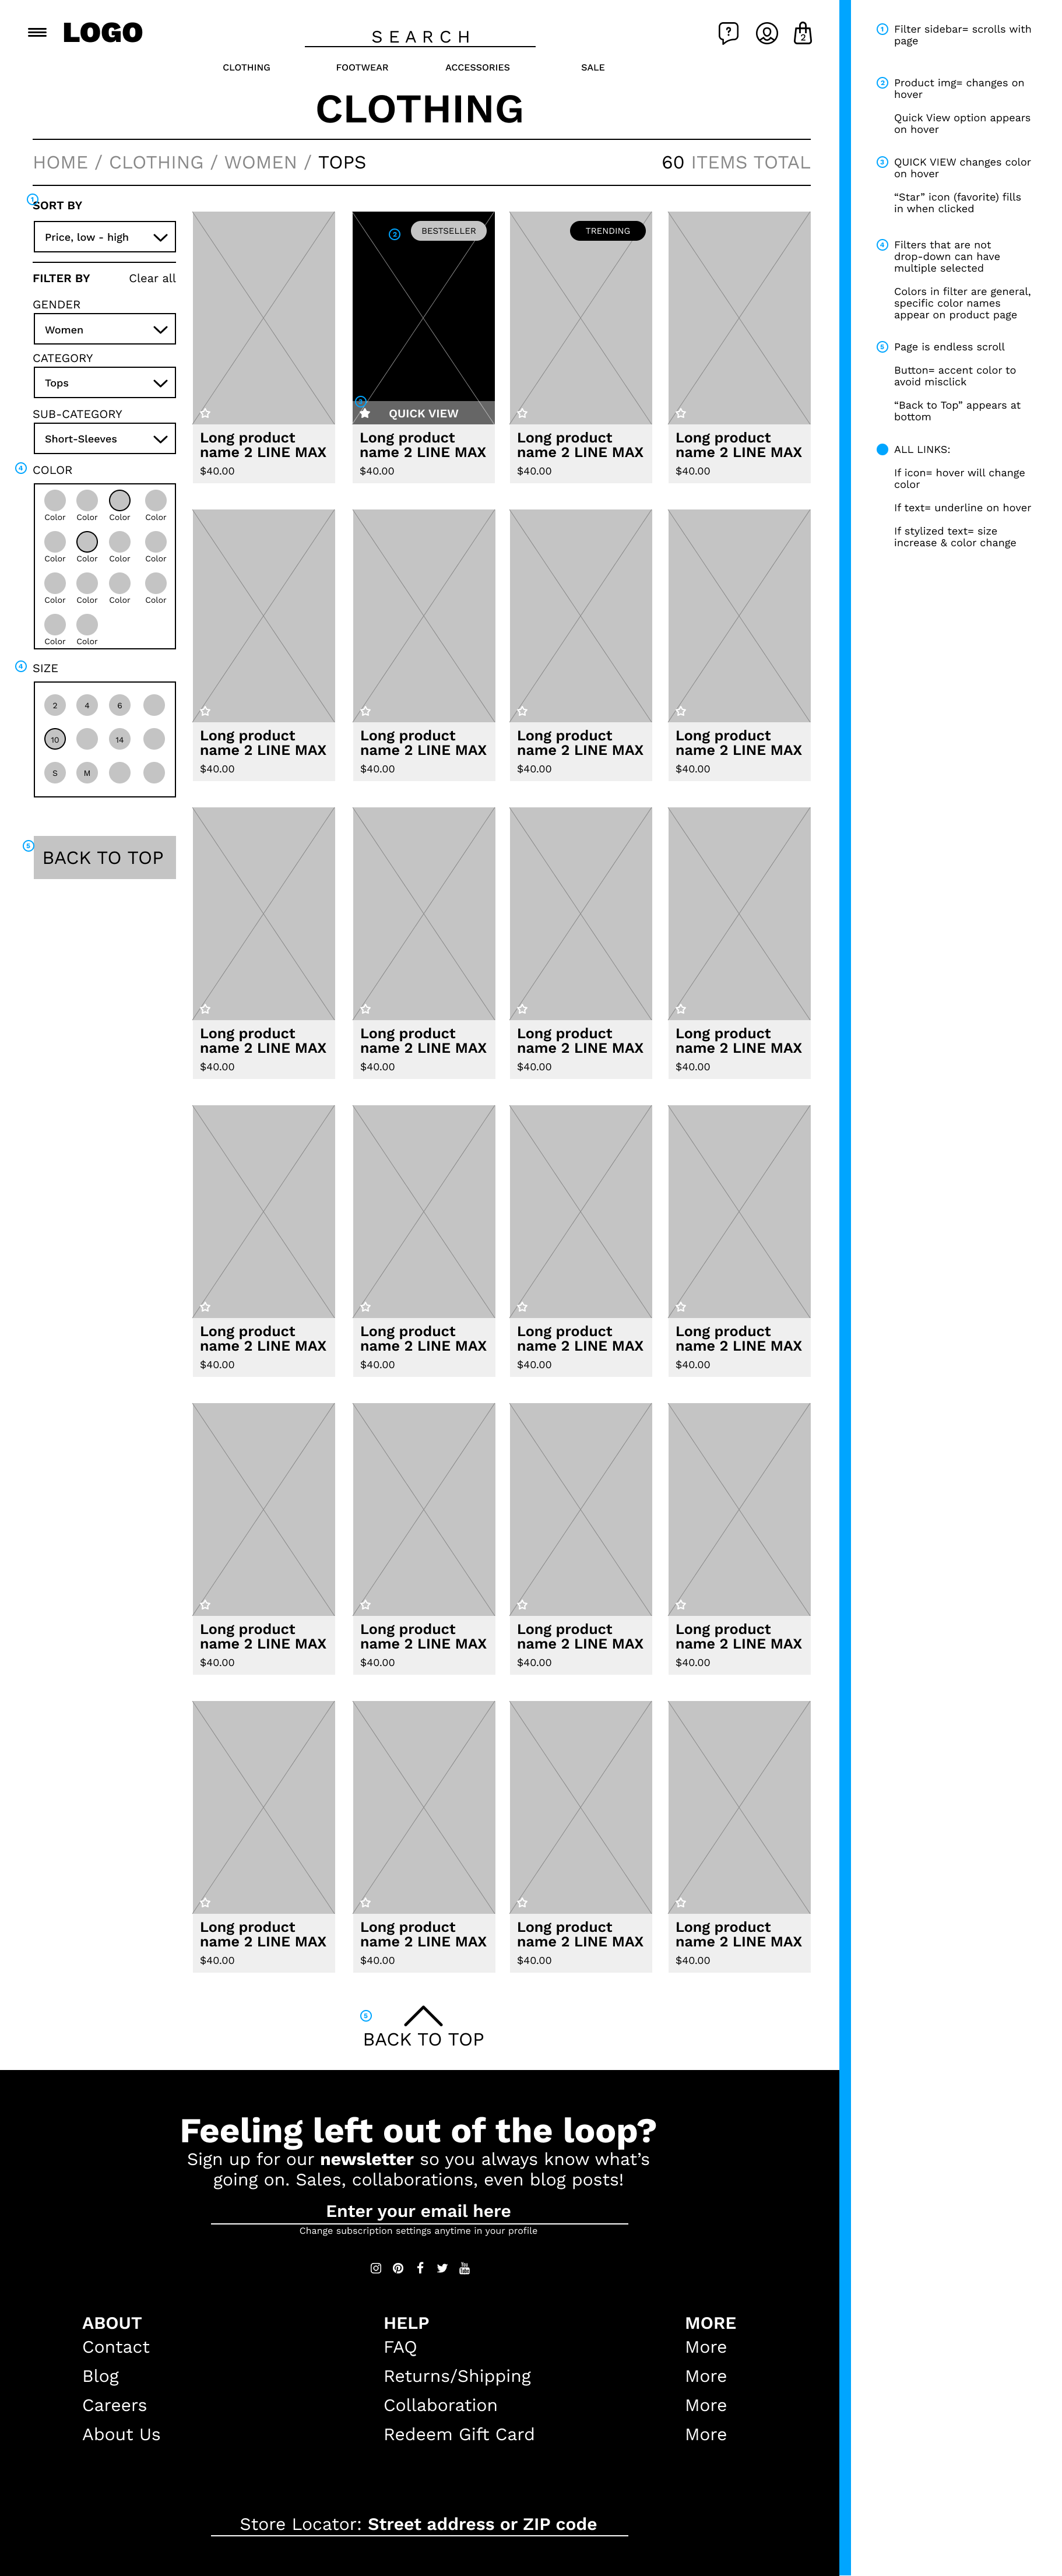 LOGO
SEARCH
?
2
CLOTHING FOOTWEAR ACCESSORIES SALE
CLOTHING
HOME / CLOTHING / WOMEN / TOPS
60 ITEMS TOTAL
1
SORT BY
Price, low - high
FILTER BY Clear all
GENDER
Women
CATEGORY
Tops
SUB-CATEGORY
Short-Sleeves
4
COLOR
Color Color Color Color
Color Color Color Color
Color Color Color Color
Color Color
4
SIZE
2 4 6
10 14
S M
5
BACK TO TOP
2
BESTSELLER
TRENDING
3
QUICK VIEW
Long product Long product Long product Long product
name 2 LINE MAX name 2 LINE MAX name 2 LINE MAX name 2 LINE MAX
$40.00 $40.00 $40.00 $40.00
Long product Long product Long product Long product
name 2 LINE MAX name 2 LINE MAX name 2 LINE MAX name 2 LINE MAX
$40.00 $40.00 $40.00 $40.00
Long product Long product Long product Long product
name 2 LINE MAX name 2 LINE MAX name 2 LINE MAX name 2 LINE MAX
$40.00 $40.00 $40.00 $40.00
Long product Long product Long product Long product
name 2 LINE MAX name 2 LINE MAX name 2 LINE MAX name 2 LINE MAX
$40.00 $40.00 $40.00 $40.00
Long product Long product Long product Long product
name 2 LINE MAX name 2 LINE MAX name 2 LINE MAX name 2 LINE MAX
$40.00 $40.00 $40.00 $40.00
Long product Long product Long product Long product
name 2 LINE MAX name 2 LINE MAX name 2 LINE MAX name 2 LINE MAX
$40.00 $40.00 $40.00 $40.00
5
BACK TO TOP
Feeling left out of the loop?
Sign up for our newsletter so you always know what's
going on. Sales, collaborations, even blog posts!
Enter your email here
Change subscription settings anytime in your profile
You
Tube
ABOUT
Contact
Blog
Careers
About Us
HELP
FAQ
Returns/Shipping
Collaboration
Redeem Gift Card
MORE
More
More
More
More
Store Locator: Street address or ZIP code
1 Filter sidebar= scrolls with
page
2 Product img= changes on
hover
Quick View option appears
on hover
3 QUICK VIEW changes color
on hover
“Star” icon (favorite) fills
in when clicked
4 Filters that are not
drop-down can have
multiple selected
Colors in filter are general,
specific color names
appear on product page
5 Page is endless scroll
Button= accent color to
avoid misclick
“Back to Top” appears at
bottom
ALL LINKS:
If icon= hover will change
color
If text= underline on hover
If stylized text= size
increase & color change